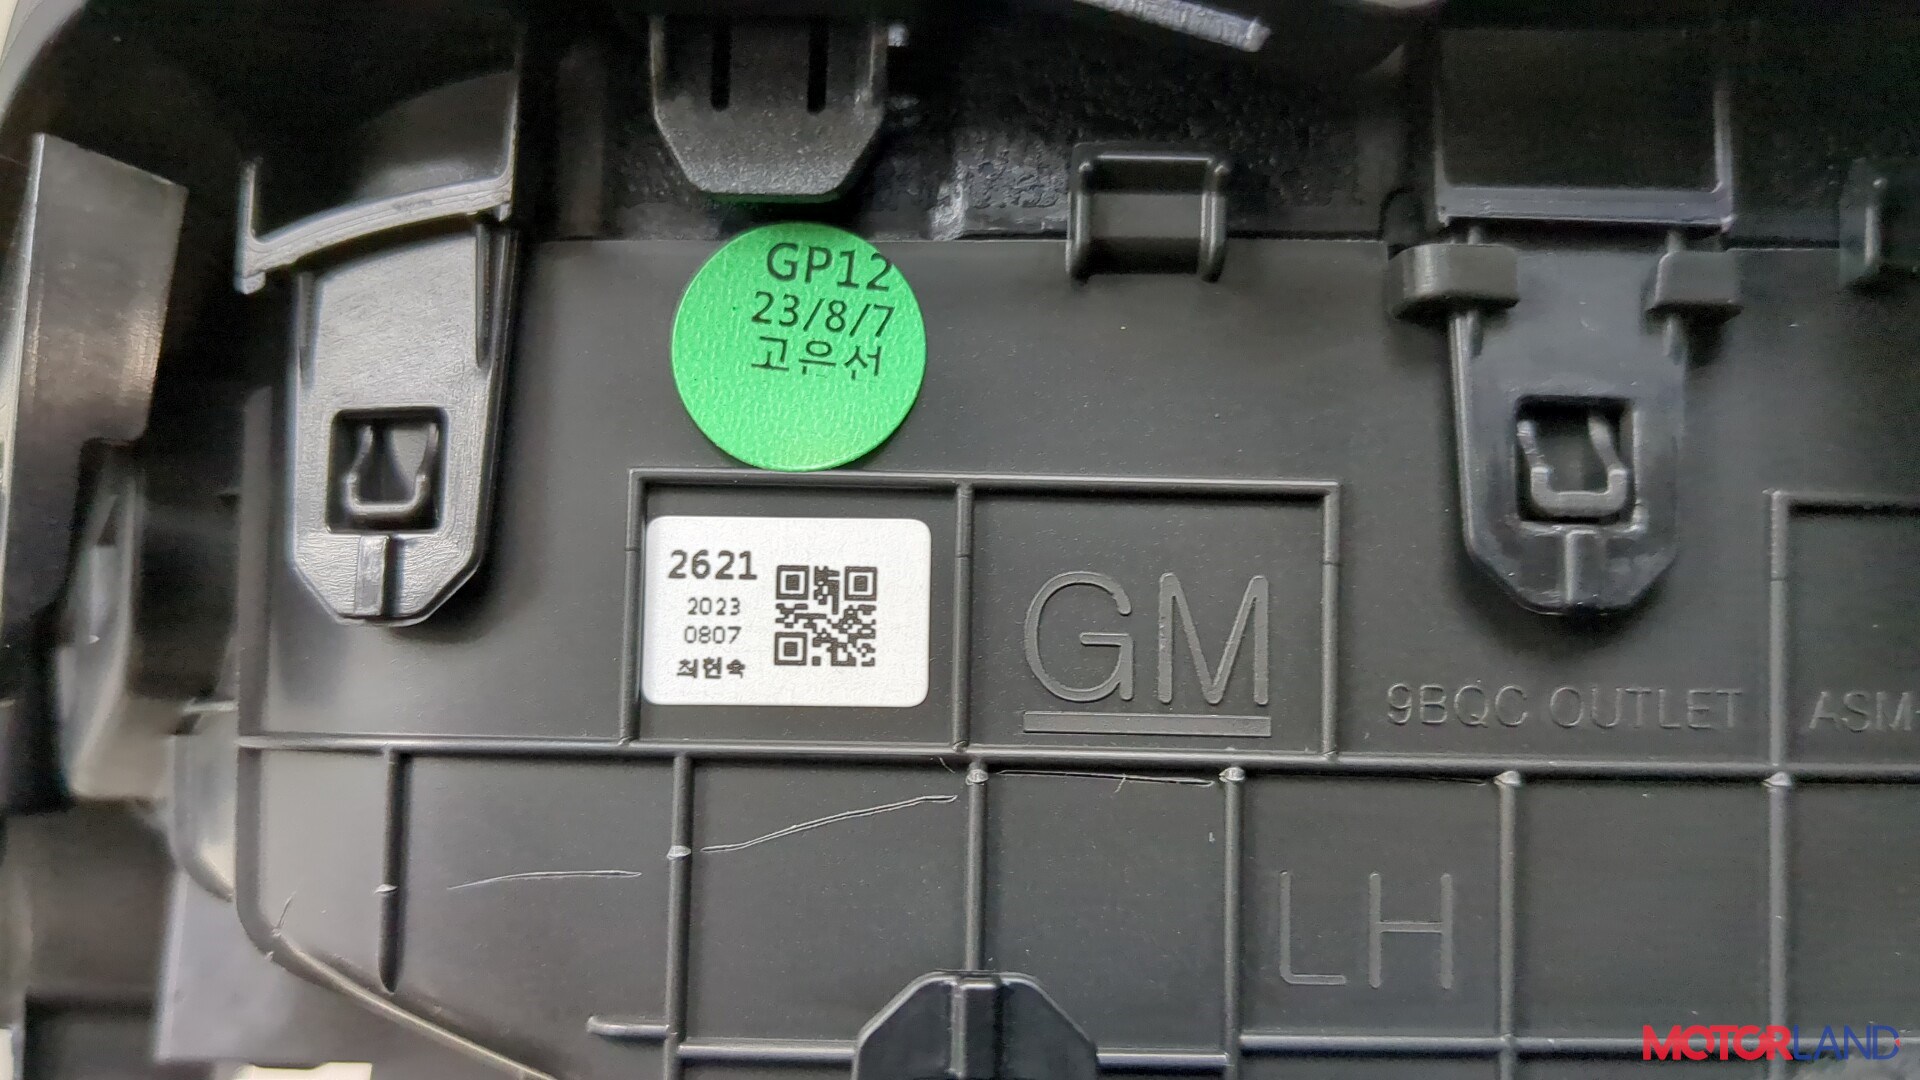 GP12
23/8/7
고은선
2621
2023
0807
최현숙
GM
9BQC OUTLET ASM
LH
MOTORLAND